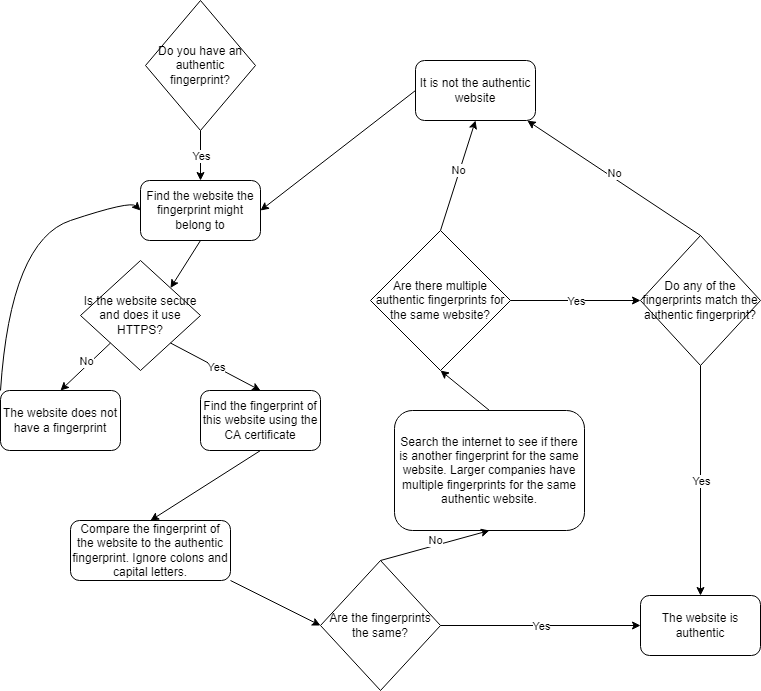 Do you have an
authentic
fingerprint?
Yes
Find the website the
fingerprint might
belong to
Is the website secure
and does it use
HTTPS?
No
Yes
The website does not
have a fingerprint
Find the fingerprint of
this website using the
CA certificate
Compare the fingerprint of
the website to the authentic
fingerprint. Ignore colons and
capital letters.
Are the fingerprints
the same?
No
Yes
Search the internet to see if there
is another fingerprint for the same
website. Larger companies have
multiple fingerprints for the same
authentic website.
Are there multiple
authentic fingerprints for
the same website?
No
Yes
It is not the authentic
website
Do any of the
fingerprints match the
authentic fingerprint?
No
Yes
The website is
authentic